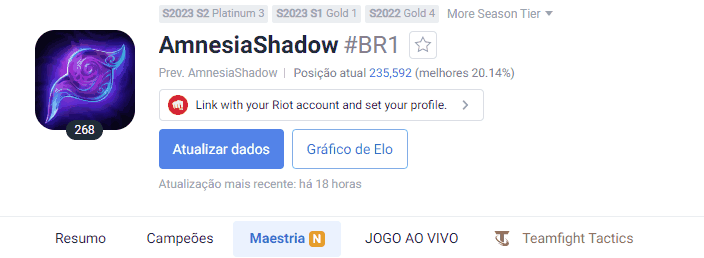 S2023 S2 Platinum 3 S2023 S1 Gold 1 S2022 Gold 4 More Season Tier
AmnesiaShadow #BR1
Prev. AmnesiaShadow Posição atual 235,592 (melhores 20.14%)
268
Link with your Riot account and set your profile.
Atualizar dados Gráfico de Elo
Atualização mais recente: há 18 horas
Resumo Campeões Maestria N JOGO AO VIVO Teamfight Tactics